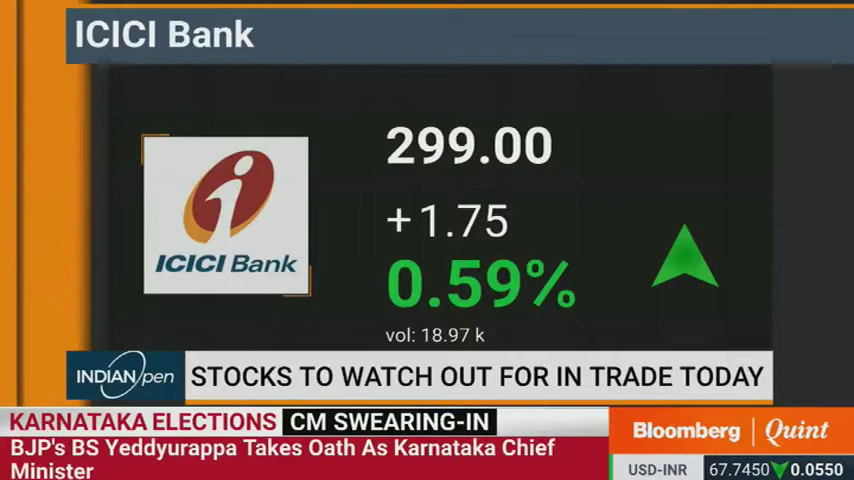 ICICI Bank
299.00
+1.75
0.59%
vol: 18.97 k
ICICI Bank
INDIAN open
STOCKS TO WATCH OUT FOR IN TRADE TODAY
KARNATAKA ELECTIONS CM SWEARING-IN
BJP's BS Yeddyurappa Takes Oath As Karnataka Chief
Minister
Bloomberg | Quint
USD-INR 67.7450 0.0550